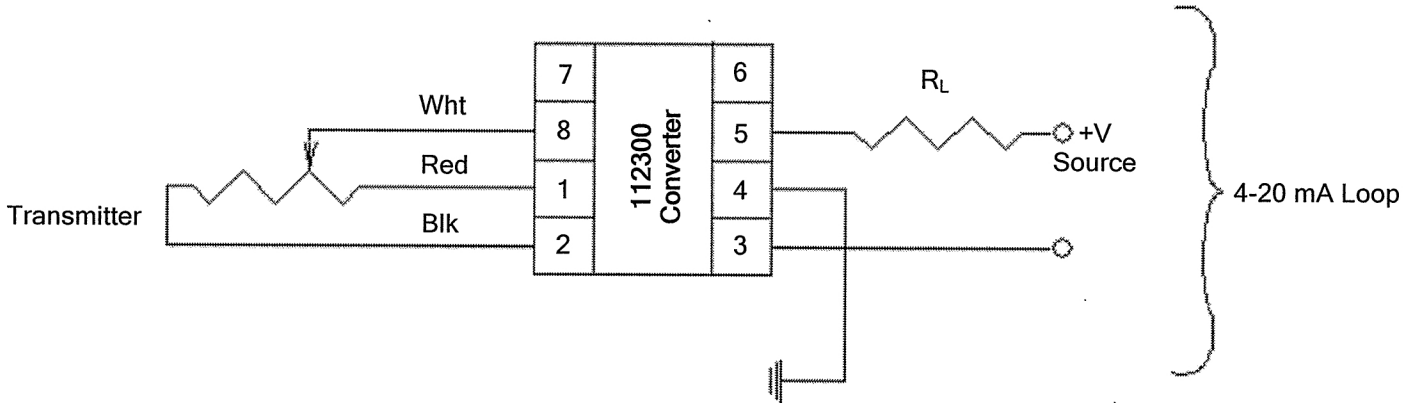 Transmitter
Wht
Red
Blk
7
8
1
2
112300
Converter
6
5
4
3
RL
+V
Source
4-20 mA Loop